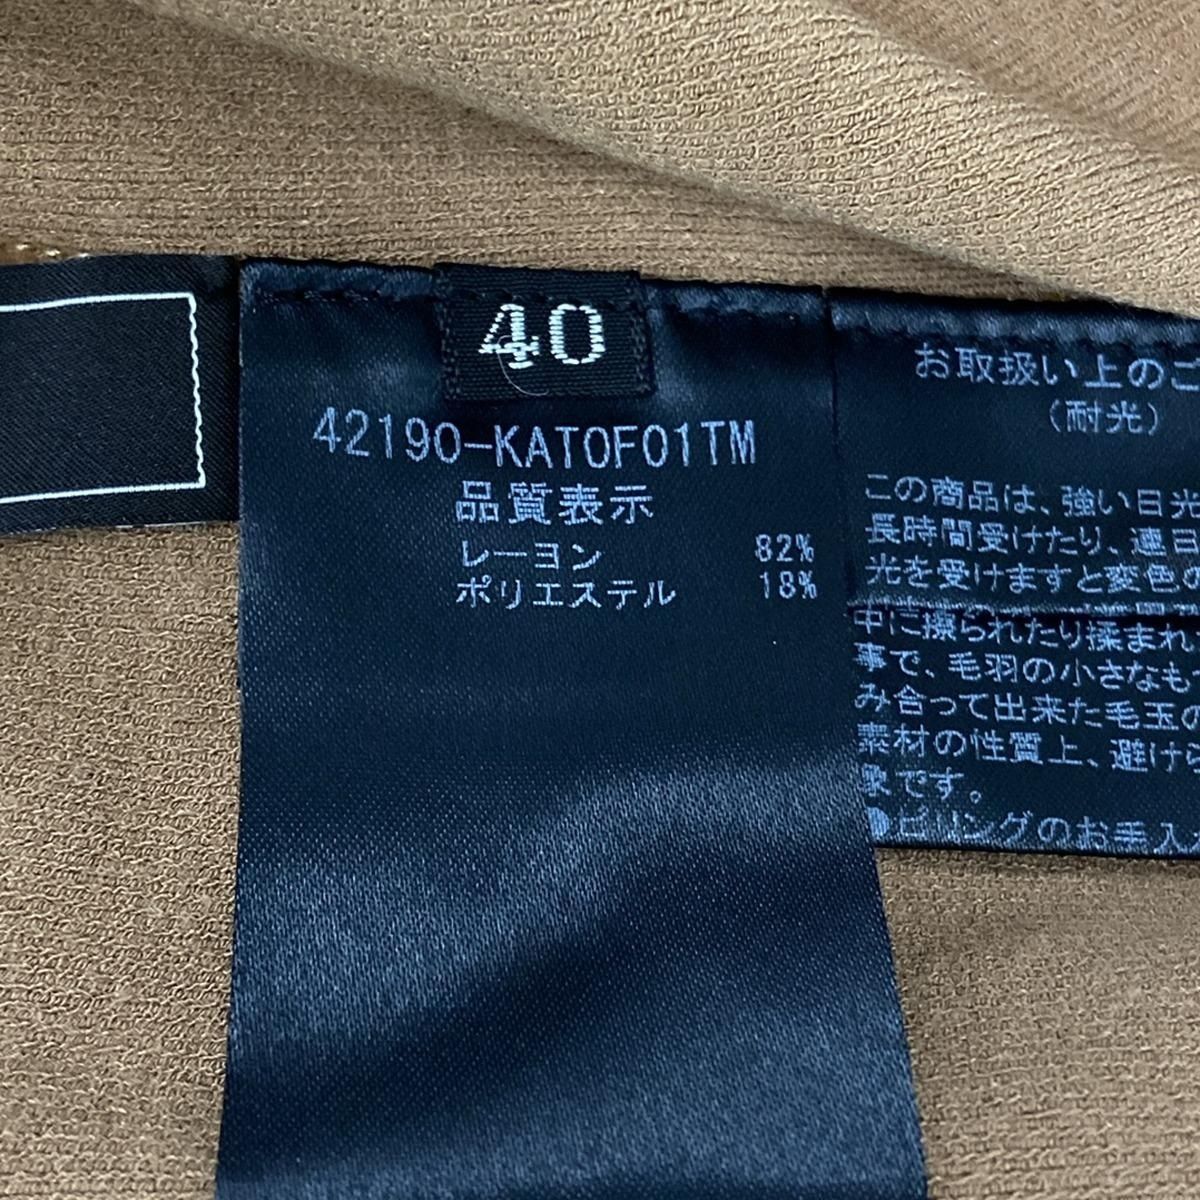 40
42190-KAT0F01TM
品質表示
レーヨン 82%
ポリエステル 18%
お取扱い上のご
(耐光)
この商品は、強い日光
長時間受けたり、連日
光を受けますと変色の
中に擦られたり揉まれ
事で、毛羽の小さなも
み合って出来た毛玉の
素材の性質上、避けら
象です。
●ピリングのお手入